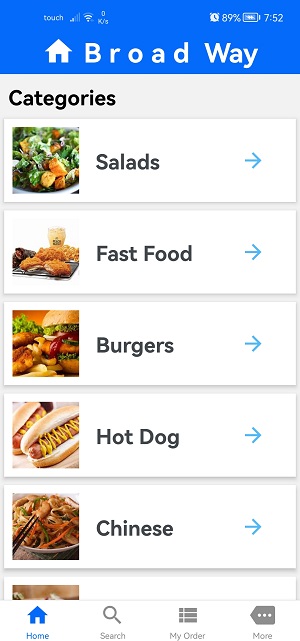 touch 0 K/s 89% 7:52
B r o a d Way
Categories
Salads
Fast Food
Burgers
Hot Dog
Chinese
Home Search My Order More